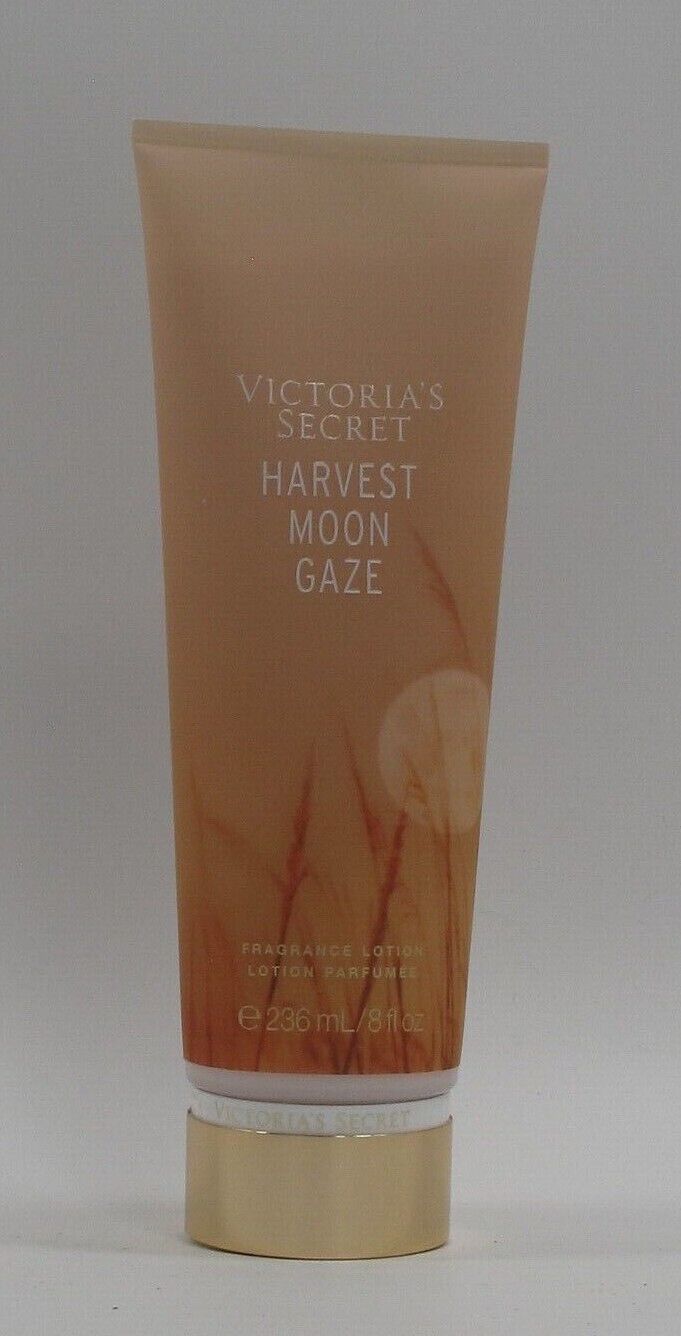 VICTORIA'S
SECRET
HARVEST
MOON
GAZE
FRAGRANCE LOTION
LOTION PARFUMÉE
℮ 236 mL/8 fl oz
VICTORIA'S SECRET